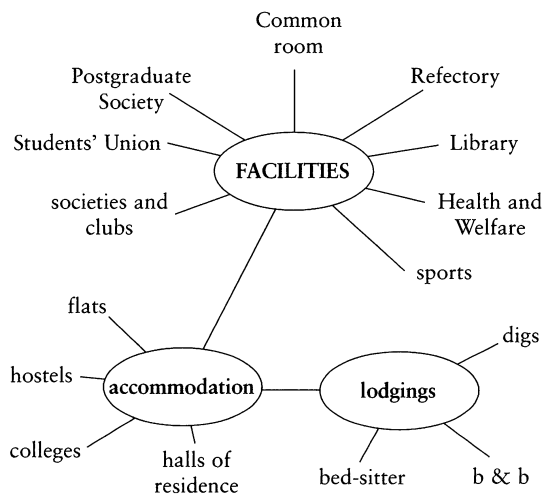 Common
room
Postgraduate
Society
Refectory
Students' Union
Library
FACILITIES
societies and
clubs
Health and
Welfare
sports
flats
digs
hostels
accommodation
lodgings
colleges
halls of
residence
bed-sitter
b & b